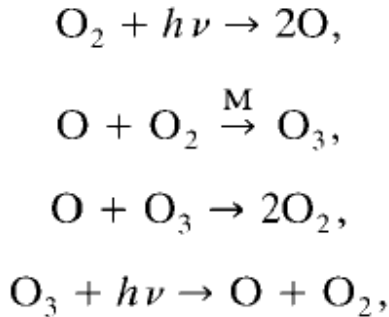 O₂ + hν → 2O,
O + O₂ →ᴹ O₃,
O + O₃ → 2O₂,
O₃ + hν → O + O₂,